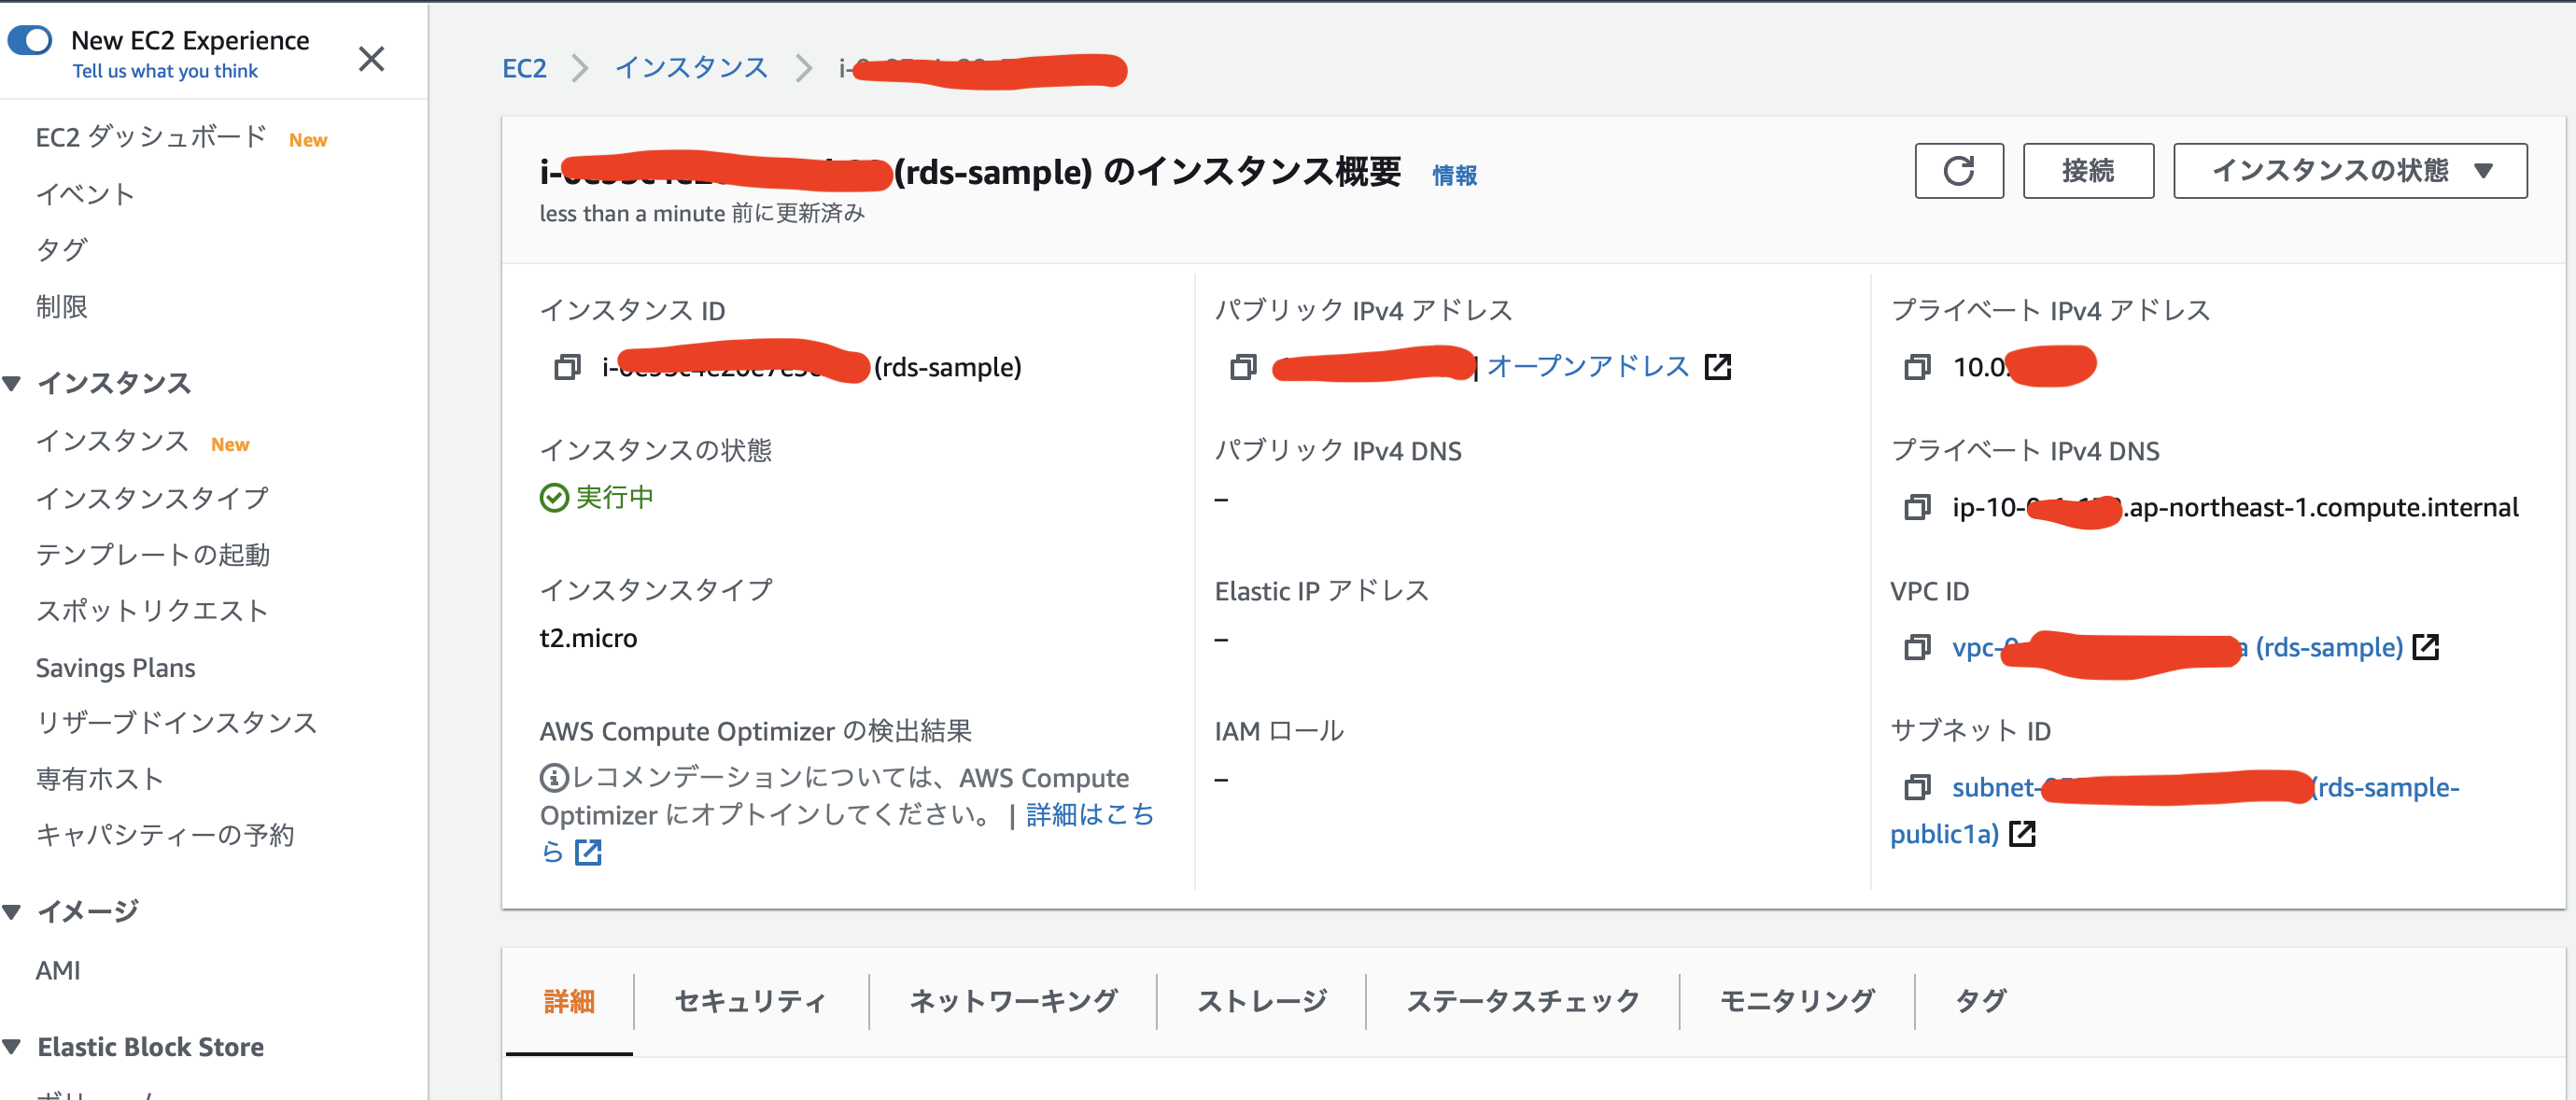 New EC2 Experience
Tell us what you think
EC2 ダッシュボード New
イベント
タグ
制限
インスタンス
インスタンス New
インスタンスタイプ
テンプレートの起動
スポットリクエスト
Savings Plans
リザーブドインスタンス
専有ホスト
キャパシティーの予約
イメージ
AMI
Elastic Block Store
EC2 インスタンス i-
i- (rds-sample) のインスタンス概要 情報
less than a minute 前に更新済み
接続
インスタンスの状態
インスタンス ID
i- (rds-sample)
パブリック IPv4 アドレス
| オープンアドレス
プライベート IPv4 アドレス
10.0.
インスタンスの状態
実行中
パブリック IPv4 DNS
–
プライベート IPv4 DNS
ip-10- .ap-northeast-1.compute.internal
インスタンスタイプ
t2.micro
Elastic IP アドレス
–
VPC ID
vpc- a (rds-sample)
AWS Compute Optimizer の検出結果
レコメンデーションについては、AWS Compute
Optimizer にオプトインしてください。 | 詳細はこち
ら
IAM ロール
–
サブネット ID
subnet- (rds-sample-
public1a)
詳細
セキュリティ
ネットワーキング
ストレージ
ステータスチェック
モニタリング
タグ